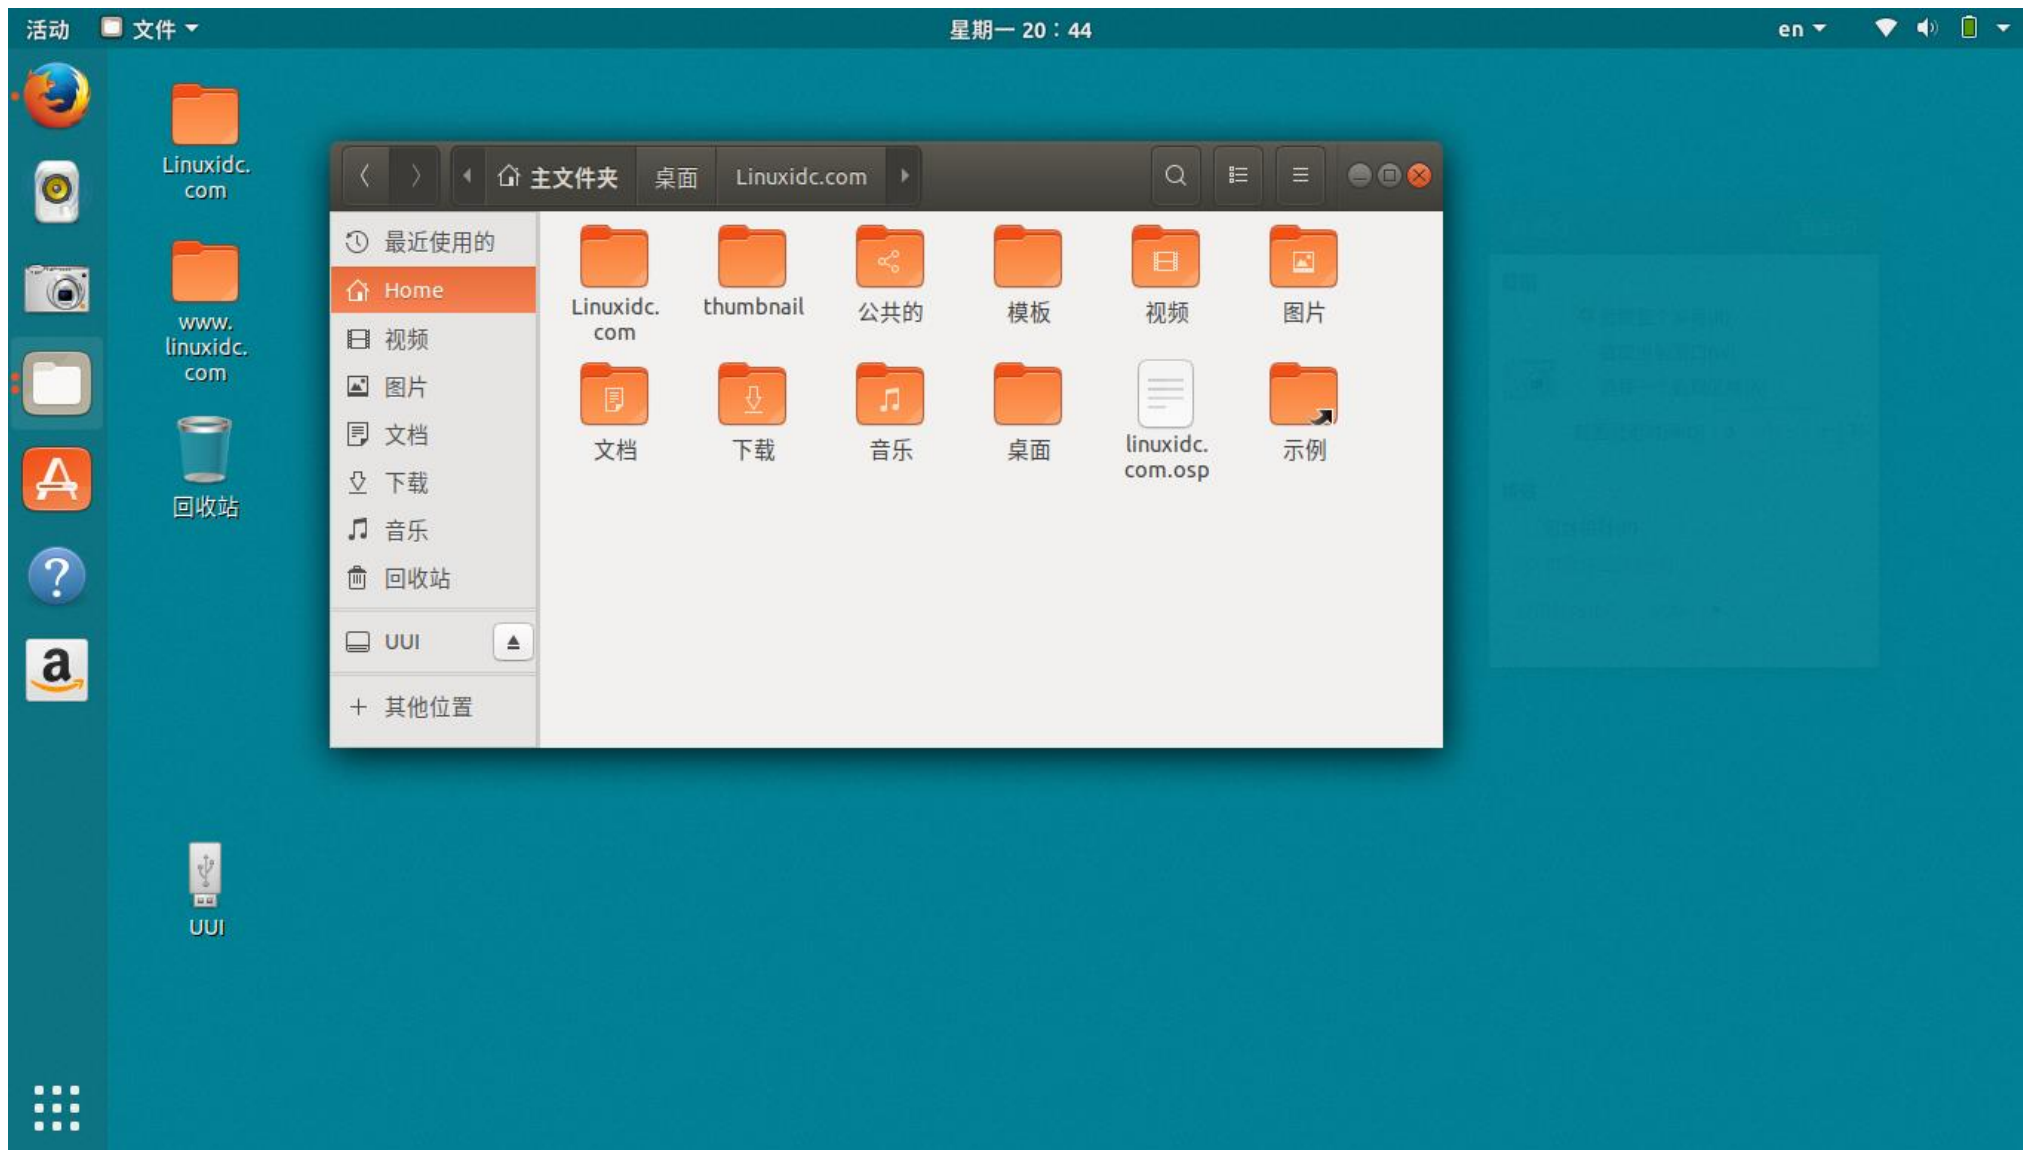 活动 文件 星期一 20：44 en
Linuxidc.
com
www.
linuxidc.
com
回收站
UUI
主文件夹 桌面 Linuxidc.com
最近使用的
Home
视频
图片
文档
下载
音乐
回收站
UUI
其他位置
Linuxidc.
com
thumbnail
公共的
模板
视频
图片
文档
下载
音乐
桌面
linuxidc.
com.osp
示例